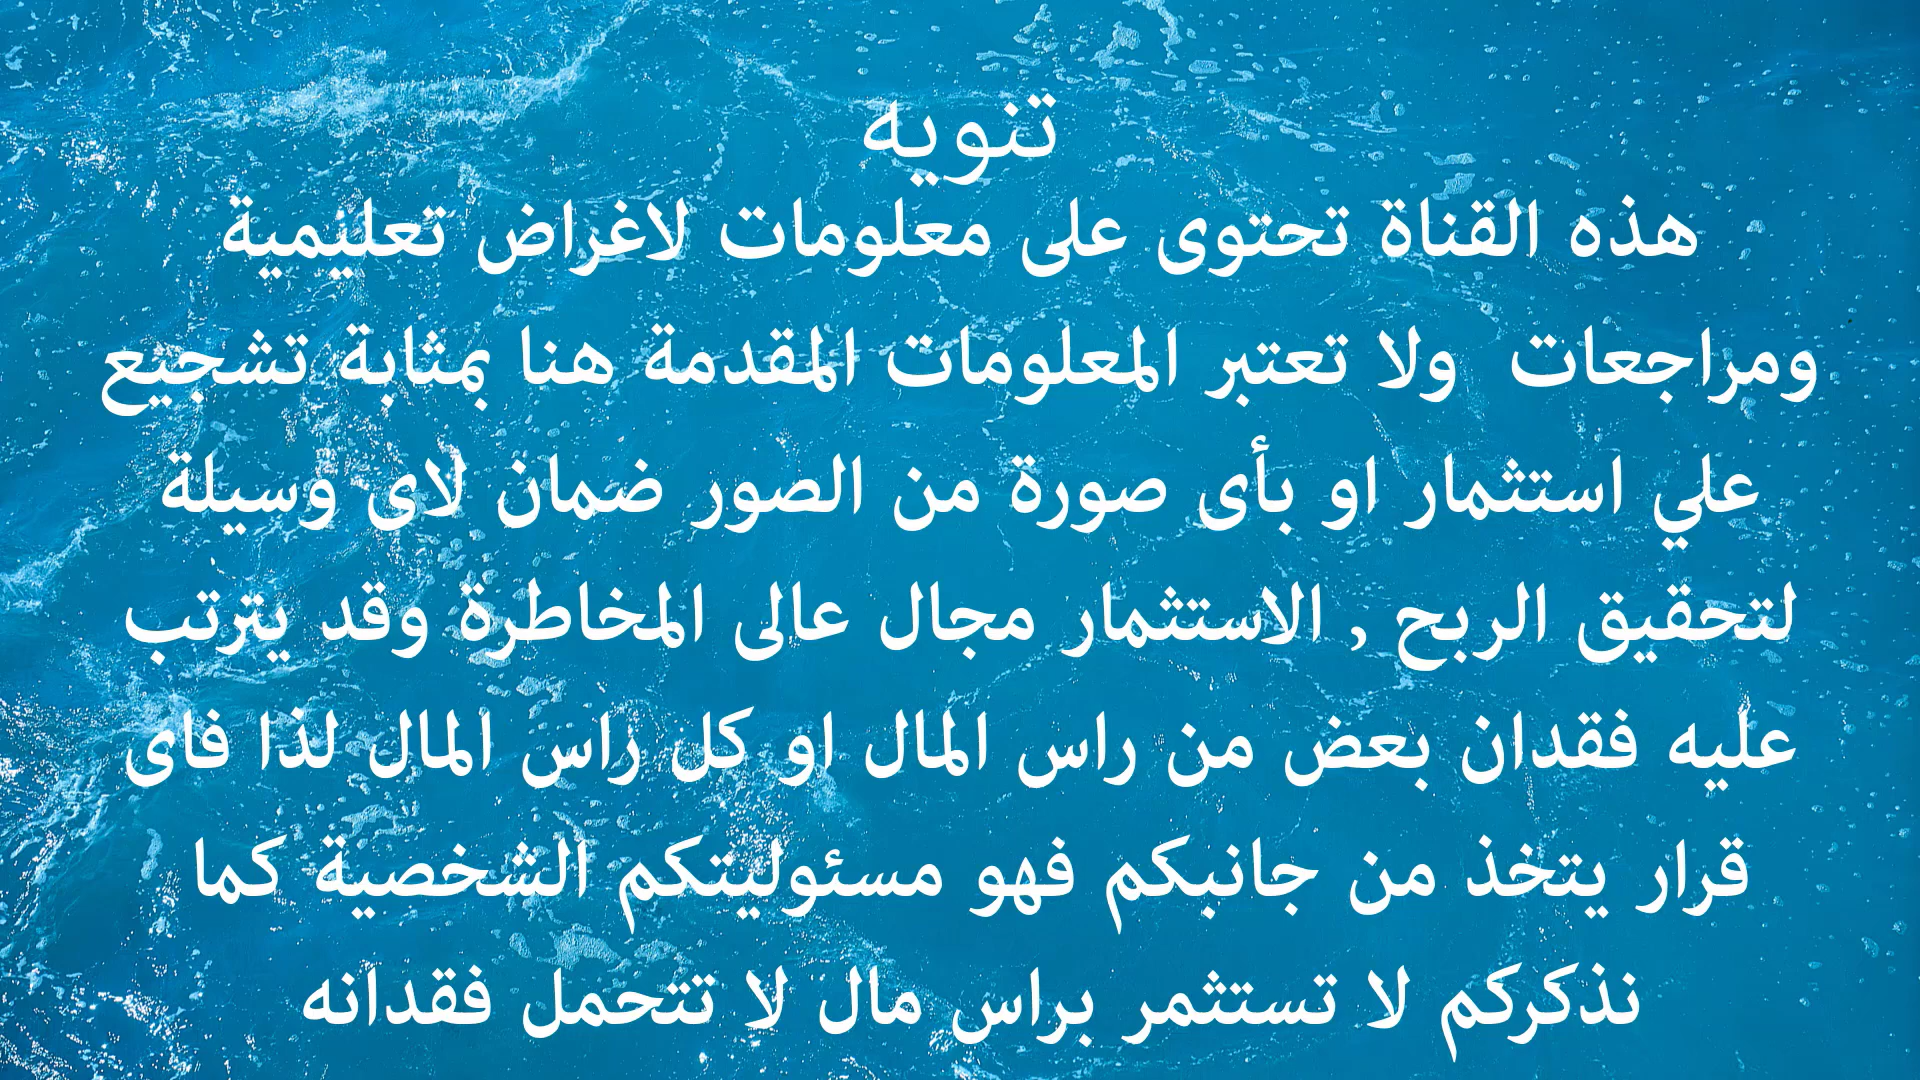 تنويه
هذه القناة تحتوى على معلومات لاغراض تعليمية
ومراجعات  ولا تعتبر المعلومات المقدمة هنا بمثابة تشجيع
علي استثمار او بأى صورة من الصور ضمان لاى وسيلة
لتحقيق الربح , الاستثمار مجال عالى المخاطرة وقد يترتب
عليه فقدان بعض من راس المال او كل راس المال لذا فاى
قرار يتخذ من جانبكم فهو مسئوليتكم الشخصية كما
نذكركم لا تستثمر براس مال لا تتحمل فقدانه